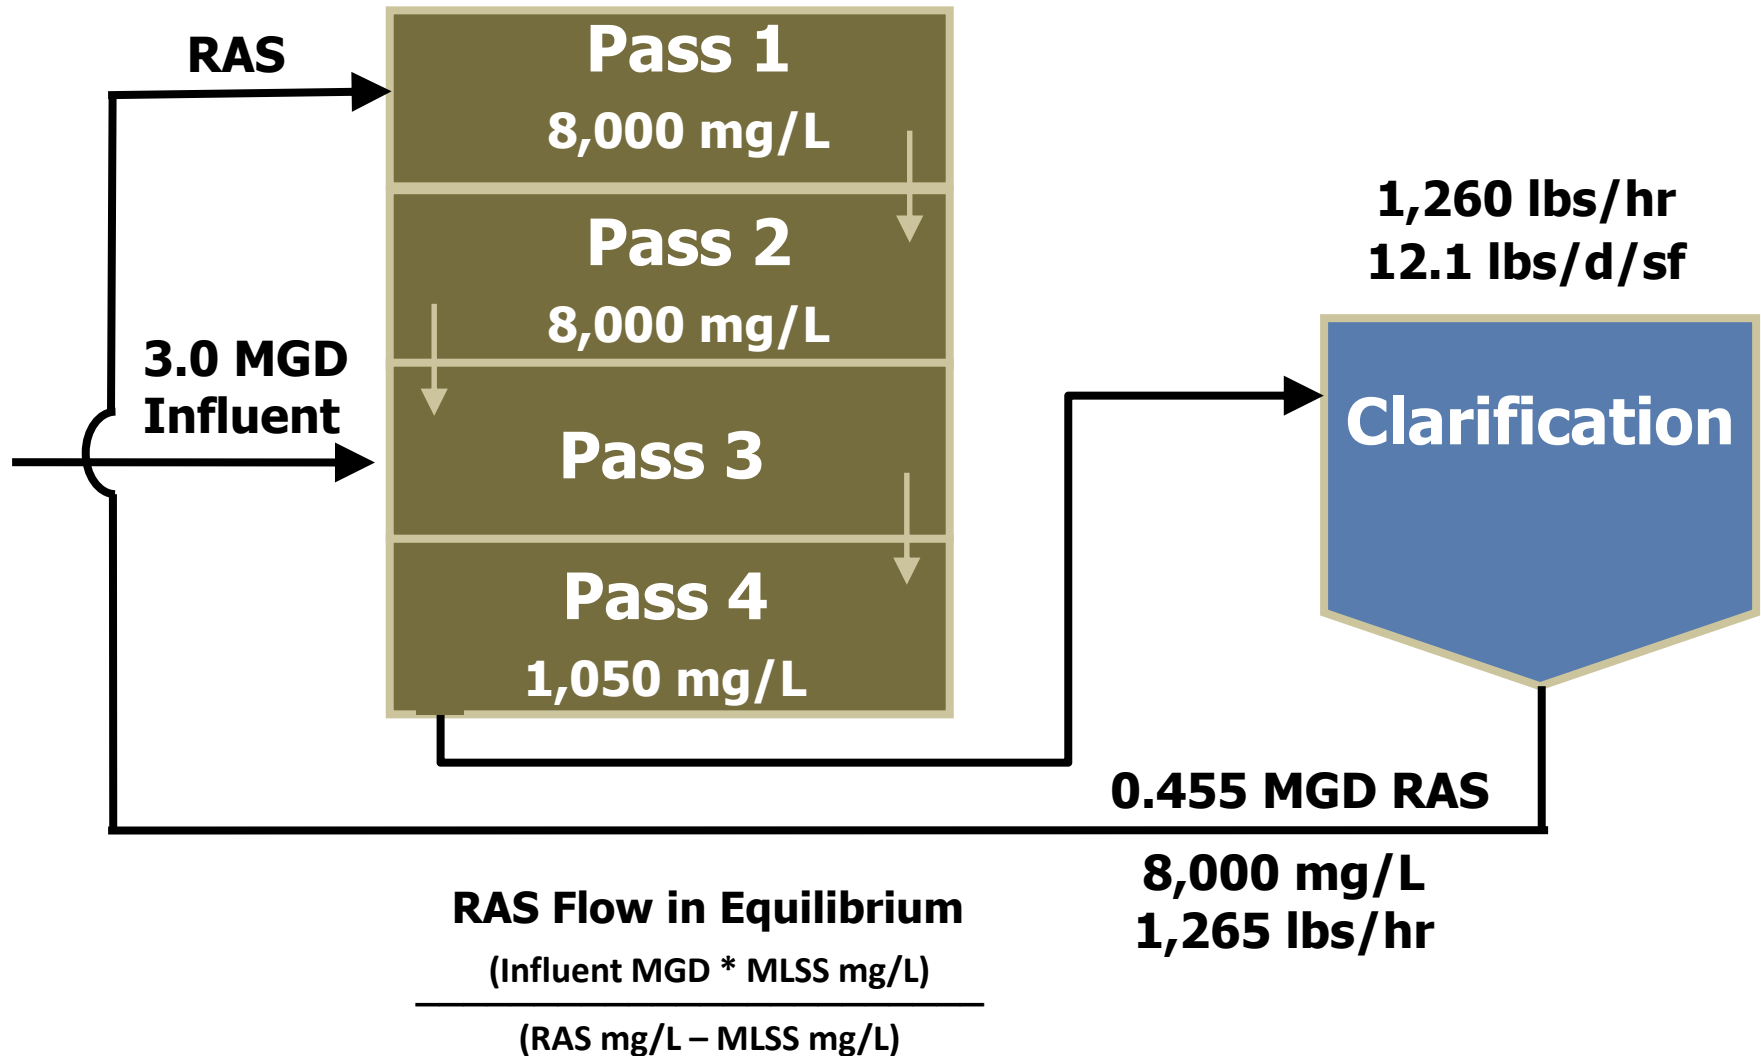 RAS
Pass 1
8,000 mg/L
Pass 2
8,000 mg/L
3.0 MGD
Influent
Pass 3
Pass 4
1,050 mg/L
1,260 lbs/hr
12.1 lbs/d/sf
Clarification
0.455 MGD RAS
8,000 mg/L
1,265 lbs/hr
RAS Flow in Equilibrium
(Influent MGD * MLSS mg/L)
(RAS mg/L – MLSS mg/L)